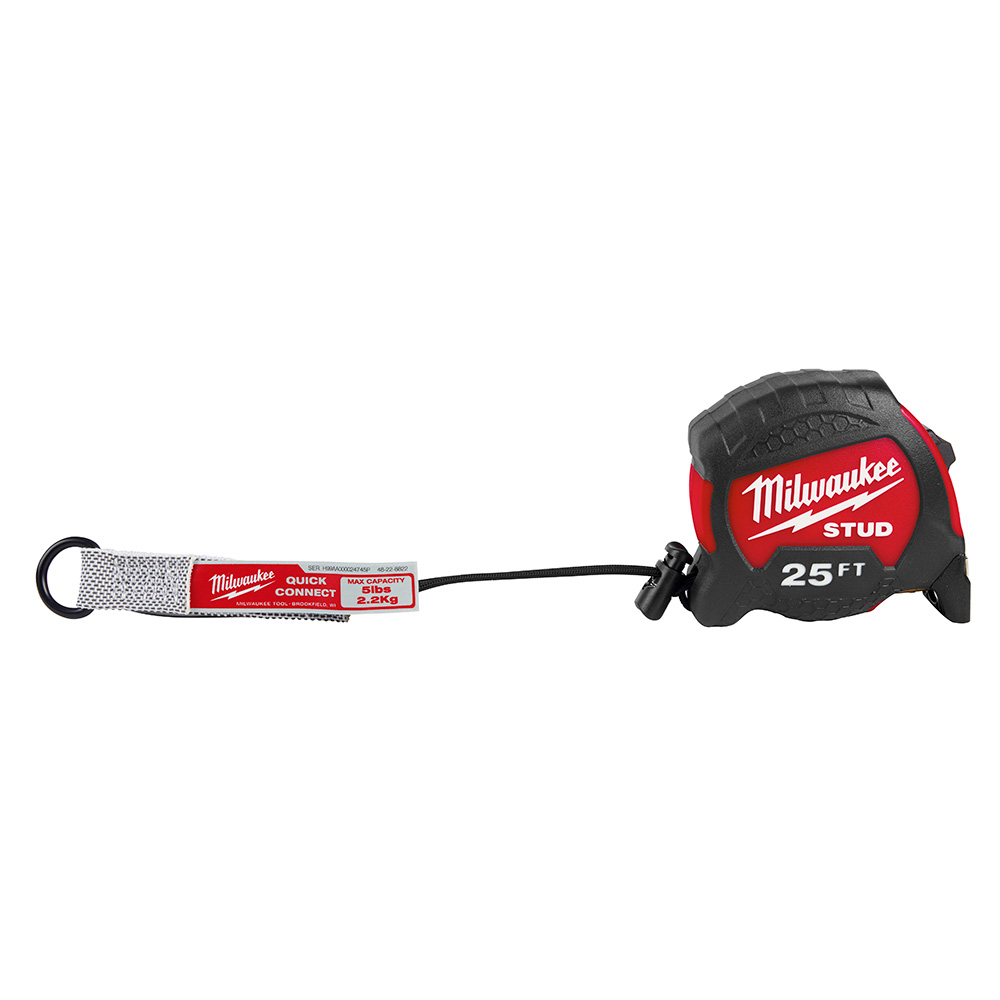 SER. H99AA000024745P 48-22-8822
Milwaukee
QUICK
CONNECT
MAX CAPACITY
5lbs
2.2Kg
MILWAUKEE TOOL - BROOKFIELD, WI
Milwaukee
STUD
25 FT